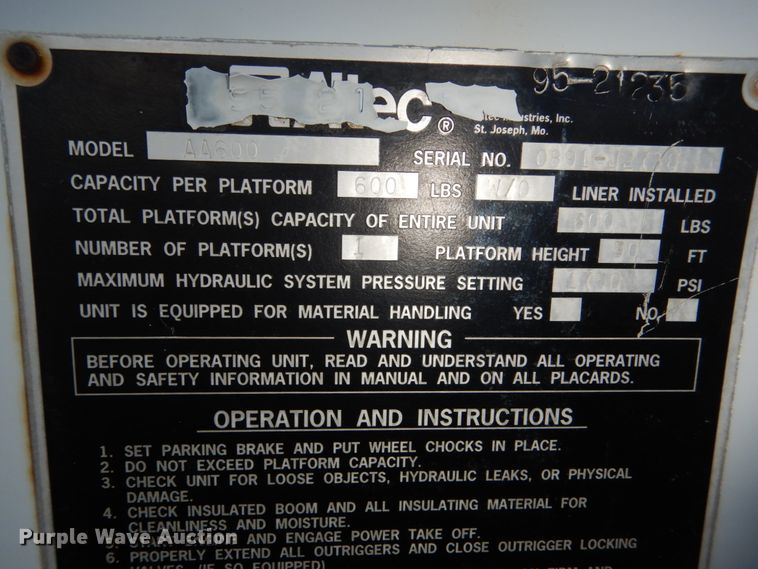 95-21235
Altec®
Industries, Inc.
St. Joseph, Mo.
MODEL AA600 SERIAL NO.
CAPACITY PER PLATFORM 600 LBS LINER INSTALLED
TOTAL PLATFORM(S) CAPACITY OF ENTIRE UNIT 600 LBS
NUMBER OF PLATFORM(S) 1 PLATFORM HEIGHT FT
MAXIMUM HYDRAULIC SYSTEM PRESSURE SETTING PSI
UNIT IS EQUIPPED FOR MATERIAL HANDLING YES NO
WARNING
BEFORE OPERATING UNIT, READ AND UNDERSTAND ALL OPERATING
AND SAFETY INFORMATION IN MANUAL AND ON ALL PLACARDS.
OPERATION AND INSTRUCTIONS
1. SET PARKING BRAKE AND PUT WHEEL CHOCKS IN PLACE.
2. DO NOT EXCEED PLATFORM CAPACITY.
3. CHECK UNIT FOR LOOSE OBJECTS, HYDRAULIC LEAKS, OR PHYSICAL
DAMAGE.
4. CHECK INSULATED BOOM AND ALL INSULATING MATERIAL FOR
CLEANLINESS AND MOISTURE.
5. AND ENGAGE POWER TAKE OFF.
6. PROPERLY EXTEND ALL OUTRIGGERS AND CLOSE OUTRIGGER LOCKING
VALVES. (IF SO EQUIPPED)
Purple Wave Auction